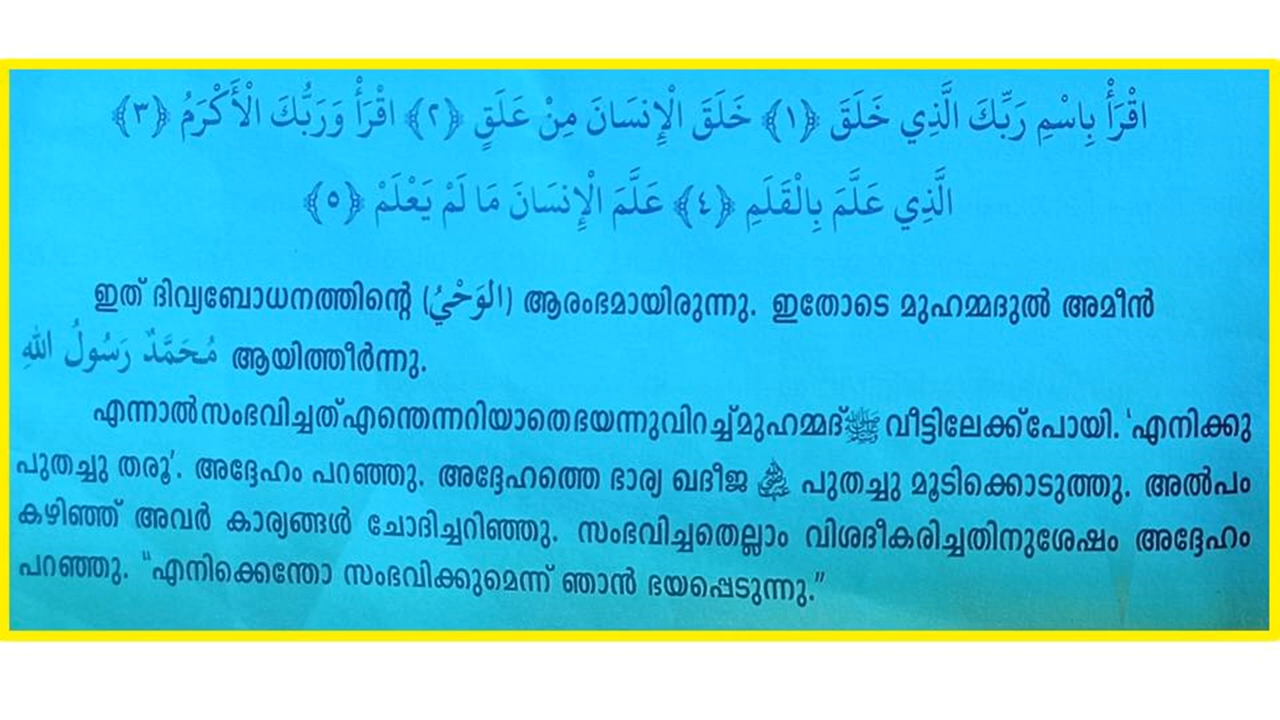 اقْرَأْ بِاسْمِ رَبِّكَ الَّذِي خَلَقَ ﴿١﴾ خَلَقَ الْإِنسَانَ مِنْ عَلَقٍ ﴿٢﴾ اقْرَأْ وَرَبُّكَ الْأَكْرَمُ ﴿٣﴾
الَّذِي عَلَّمَ بِالْقَلَمِ ﴿٤﴾ عَلَّمَ الْإِنسَانَ مَا لَمْ يَعْلَمْ ﴿٥﴾
ഇത് ദിവ്യബോധനത്തിന്റെ (الوَحْيُ) ആരംഭമായിരുന്നു. ഇതോടെ മുഹമ്മദുൽ അമീൻ
مُحَمَّدٌ رَسُولُ اللهِ ആയിത്തീർന്നു.
എന്നാൽ സംഭവിച്ചത് എന്തെന്നറിയാതെ ഭയന്നുവിറച്ച് മുഹമ്മദ് ﷺ വീട്ടിലേക്ക് പോയി. 'എനിക്കു
പുതച്ചു തരൂ'. അദ്ദേഹം പറഞ്ഞു. അദ്ദേഹത്തെ ഭാര്യ ഖദീജ പുതച്ചു മൂടിക്കൊടുത്തു. അൽപം
കഴിഞ്ഞ് അവർ കാര്യങ്ങൾ ചോദിച്ചറിഞ്ഞു. സംഭവിച്ചതെല്ലാം വിശദീകരിച്ചതിനുശേഷം അദ്ദേഹം
പറഞ്ഞു. "എനിക്കെന്തോ സംഭവിക്കുമെന്ന് ഞാൻ ഭയപ്പെടുന്നു."